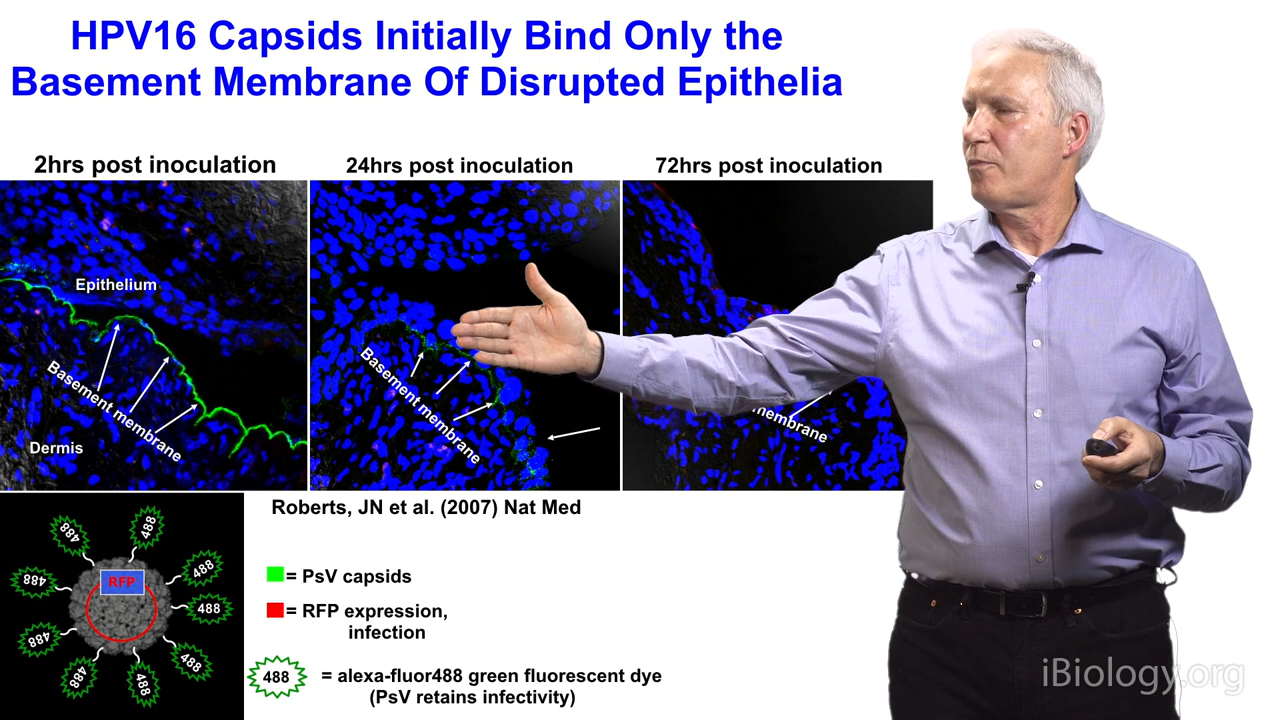 HPV16 Capsids Initially Bind Only the
Basement Membrane Of Disrupted Epithelia
2hrs post inoculation
24hrs post inoculation
72hrs post inoculation
Epithelium
Basement membrane
Dermis
Basement membrane
membrane
Roberts, JN et al. (2007) Nat Med
488
488
488
488
488
488
488
488
488
RFP
= PsV capsids
= RFP expression,
infection
488
= alexa-fluor488 green fluorescent dye
(PsV retains infectivity)
iBiology.org